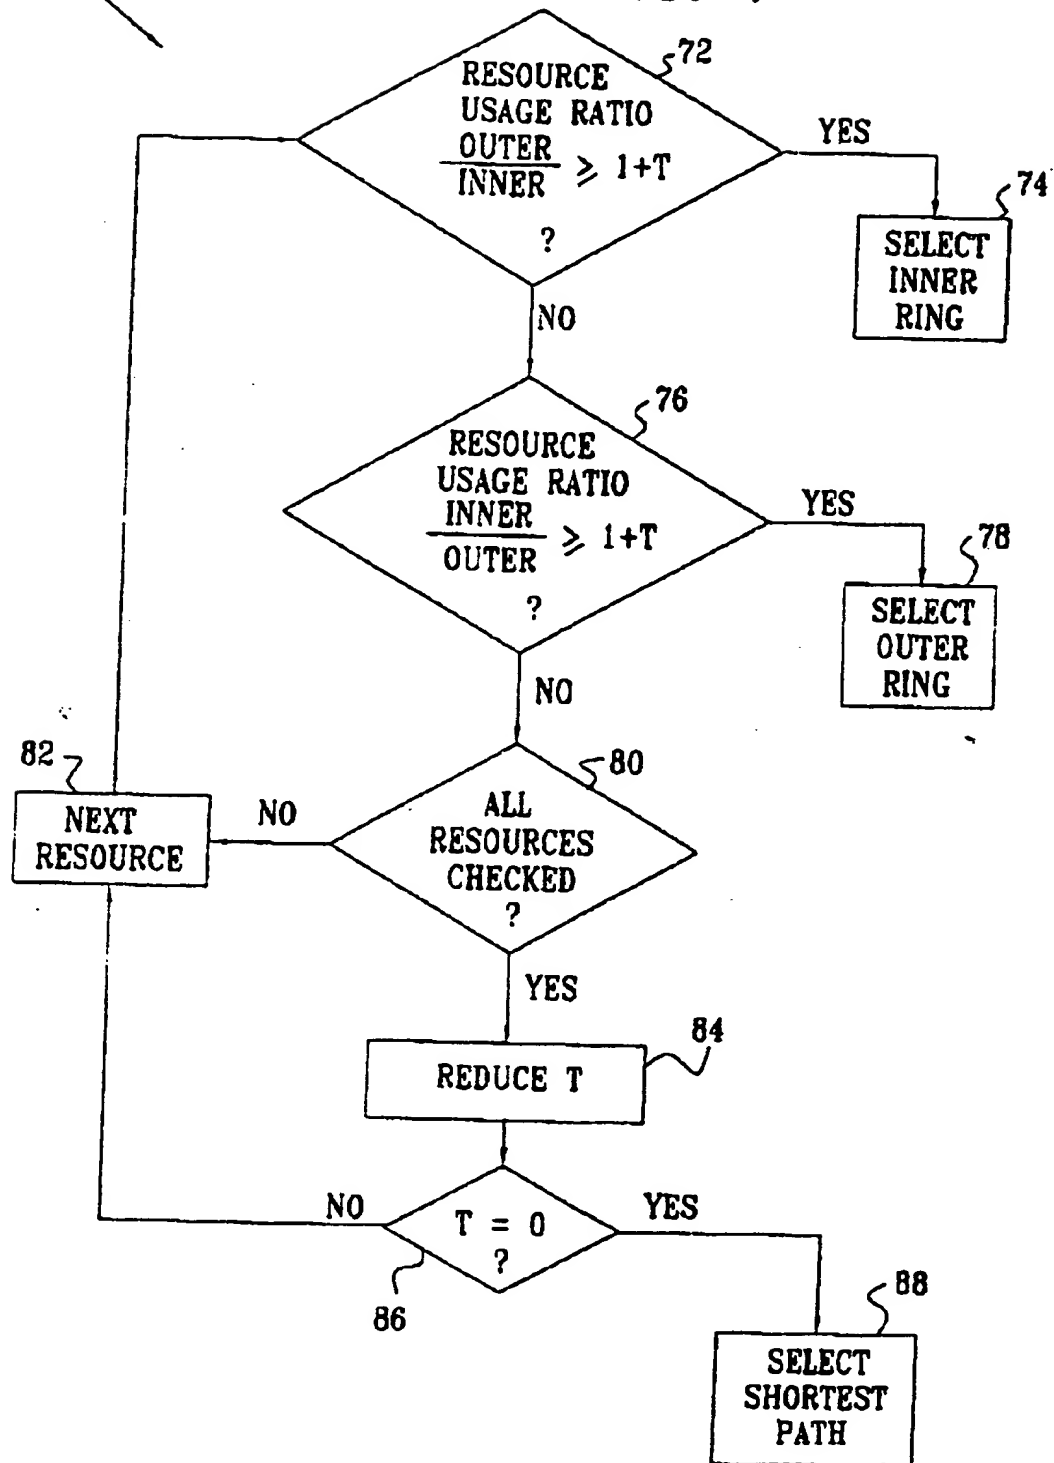 72
RESOURCE
USAGE RATIO
OUTER
INNER ≥ 1+T
?
YES
74
SELECT
INNER
RING
NO
76
RESOURCE
USAGE RATIO
INNER
OUTER ≥ 1+T
?
YES
78
SELECT
OUTER
RING
NO
80
ALL
RESOURCES
CHECKED
?
NO
82
NEXT
RESOURCE
YES
84
REDUCE T
T = 0
?
NO
YES
86
88
SELECT
SHORTEST
PATH